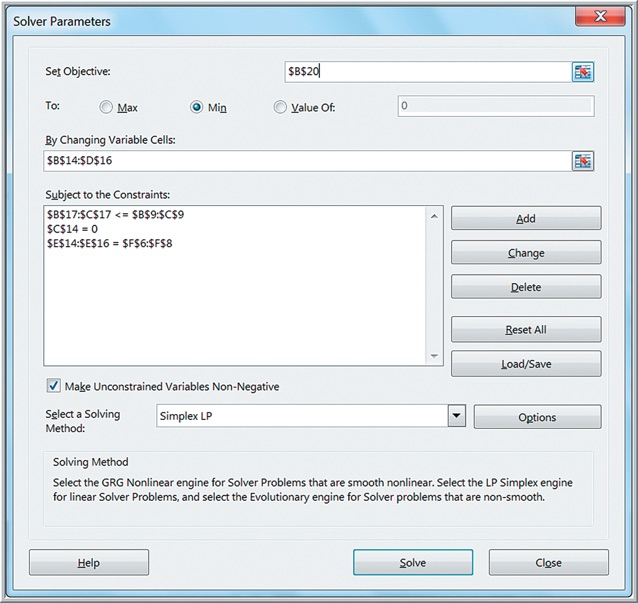 Solver Parameters
Set Objective: $B$20
To: Max Min Value Of: 0
By Changing Variable Cells:
$B$14:$D$16
Subject to the Constraints:
$B$17:$C$17 <= $B$9:$C$9
$C$14 = 0
$E$14:$E$16 = $F$6:$F$8
Add
Change
Delete
Reset All
Load/Save
Make Unconstrained Variables Non-Negative
Select a Solving
Method:
Simplex LP
Options
Solving Method
Select the GRG Nonlinear engine for Solver Problems that are smooth nonlinear. Select the LP Simplex engine
for linear Solver Problems, and select the Evolutionary engine for Solver problems that are non-smooth.
Help Solve Close